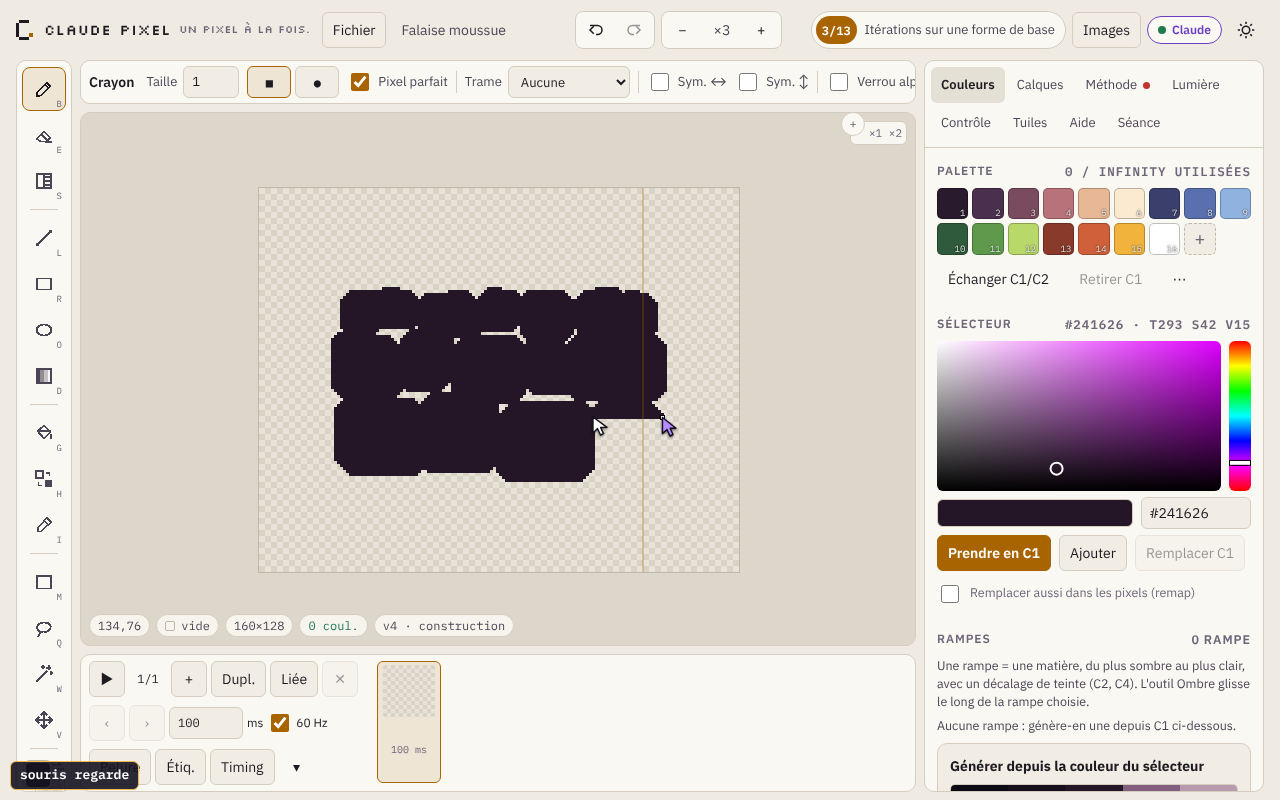 CLAUDE PIXEL UN PIXEL À LA FOIS. Fichier Falaise moussue − ×3 + 3/13 Itérations sur une forme de base Images Claude
Crayon Taille 1 ■ ● Pixel parfait Trame Aucune Sym. ↔ Sym. ↕ Verrou alp
B
E
S
L
R
O
D
G
H
I
M
Q
W
V
+ ×1 ×2
134,76 vide 160×128 0 coul. v4 · construction
▶ 1/1 + Dupl. Liée ✕
‹ › 100 ms 60 Hz
Étiq. Timing ▼
100 ms
souris regarde
Couleurs Calques Méthode Lumière
Contrôle Tuiles Aide Séance
PALETTE 0 / INFINITY UTILISÉES
1 2 3 4 5 6 7 8 9
10 11 12 13 14 15 16 +
Échanger C1/C2 Retirer C1 ⋯
SÉLECTEUR #241626 · T293 S42 V15
#241626
Prendre en C1 Ajouter Remplacer C1
Remplacer aussi dans les pixels (remap)
RAMPES 0 RAMPE
Une rampe = une matière, du plus sombre au plus clair,
avec un décalage de teinte (C2, C4). L'outil Ombre glisse
le long de la rampe choisie.
Aucune rampe : génère-en une depuis C1 ci-dessous.
Générer depuis la couleur du sélecteur